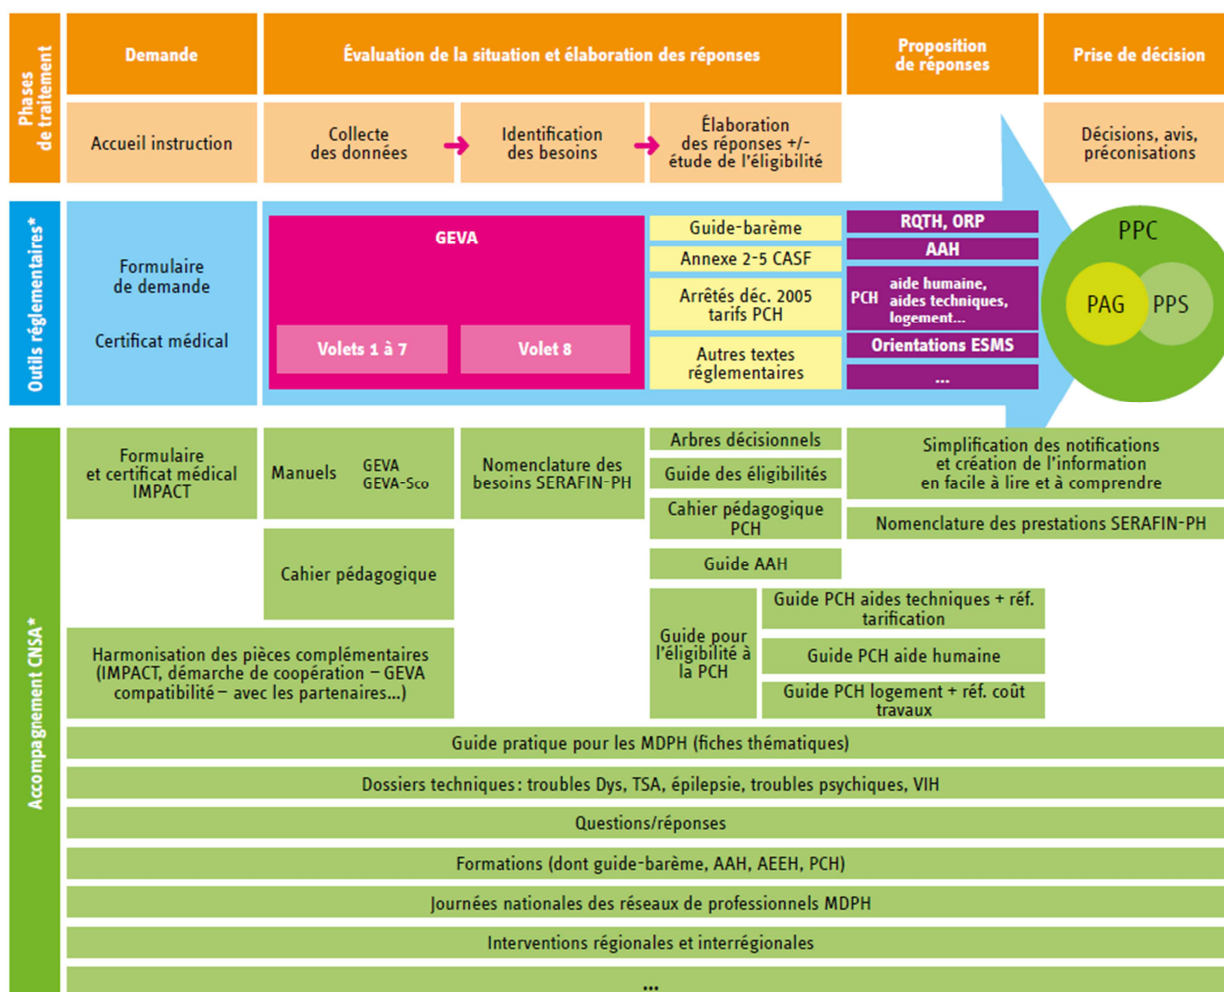 Phases
de traitement
Demande
Évaluation de la situation et élaboration des réponses
Proposition
de réponses
Prise de décision
Accueil instruction
Collecte
des données
Identification
des besoins
Élaboration
des réponses +/-
étude de l'éligibilité
Décisions, avis,
préconisations
Outils réglementaires*
Formulaire
de demande
Certificat médical
GEVA
Volets 1 à 7
Volet 8
Guide-barème
Annexe 2-5 CASF
Arrêtés déc. 2005
tarifs PCH
Autres textes
réglementaires
RQTH, ORP
AAH
PCH
aide humaine,
aides techniques,
logement...
Orientations ESMS
...
PPC
PAG
PPS
Accompagnement CNSA*
Formulaire
et certificat médical
IMPACT
Manuels
GEVA
GEVA-Sco
Nomenclature des
besoins SERAFIN-PH
Arbres décisionnels
Guide des éligibilités
Cahier pédagogique
PCH
Guide AAH
Simplification des notifications
et création de l'information
en facile à lire et à comprendre
Nomenclature des prestations SERAFIN-PH
Cahier pédagogique
Guide pour
l'éligibilité à
la PCH
Guide PCH aides techniques + réf.
tarification
Guide PCH aide humaine
Guide PCH logement + réf. coût
travaux
Harmonisation des pièces complémentaires
(IMPACT, démarche de coopération – GEVA
compatibilité – avec les partenaires...)
Guide pratique pour les MDPH (fiches thématiques)
Dossiers techniques : troubles Dys, TSA, épilepsie, troubles psychiques, VIH
Questions/réponses
Formations (dont guide-barème, AAH, AEEH, PCH)
Journées nationales des réseaux de professionnels MDPH
Interventions régionales et interrégionales
...